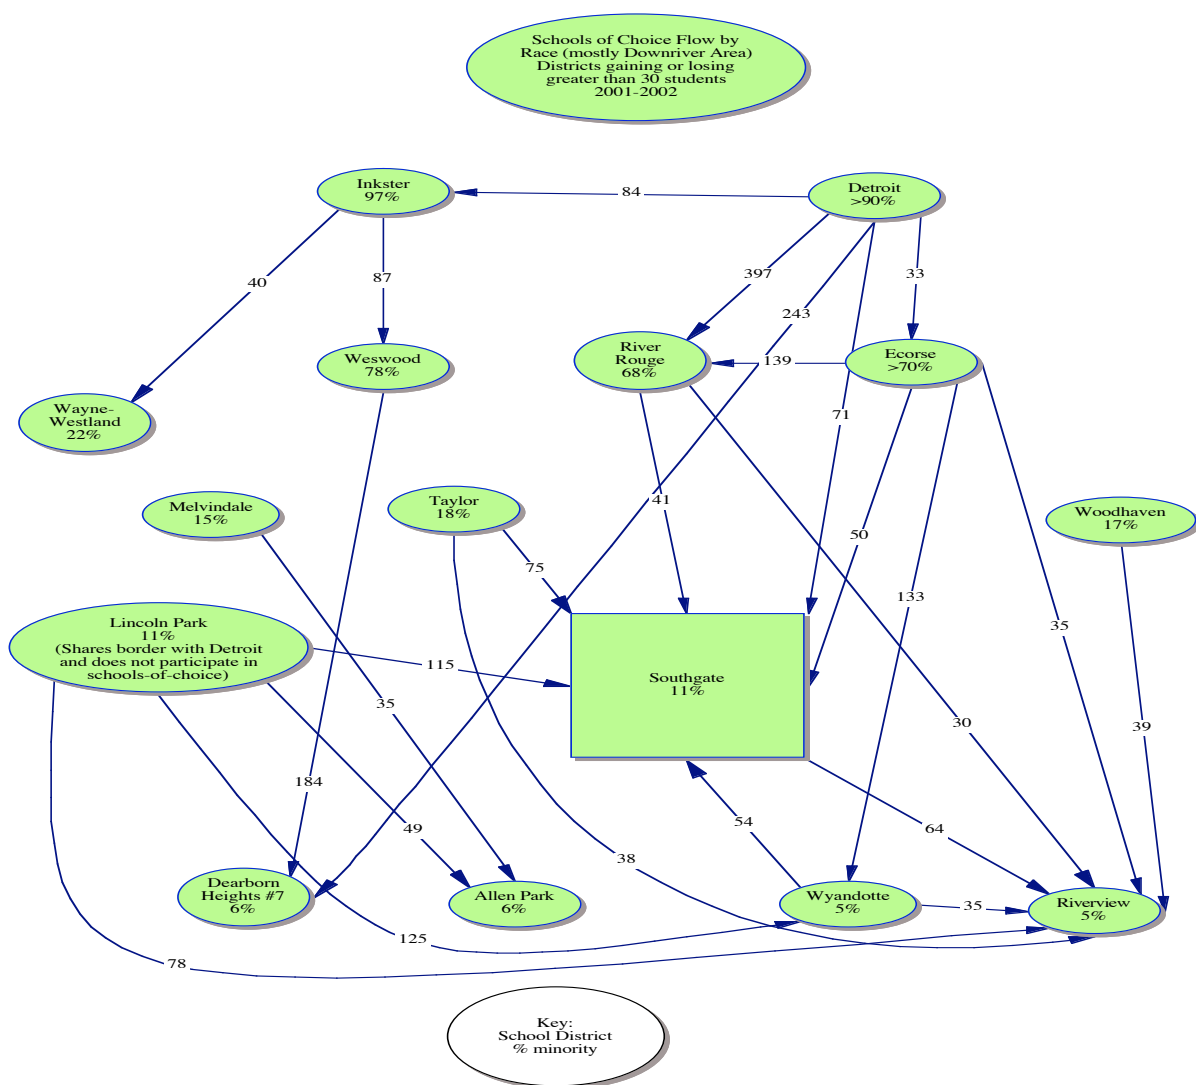 Schools of Choice Flow by
Race (mostly Downriver Area)
Districts gaining or losing
greater than 30 students
2001-2002
Inkster
97%
84
Detroit
>90%
40
87
397
33
243
River
Rouge
68%
139
Ecorse
>70%
Weswood
78%
Wayne-
Westland
22%
71
Melvindale
15%
Taylor
18%
41
Woodhaven
17%
50
75
133
Lincoln Park
11%
(Shares border with Detroit
and does not participate in
schools-of-choice)
115
35
Southgate
11%
35
30
39
184
49
54
64
38
Dearborn
Heights #7
6%
Allen Park
6%
Wyandotte
5%
35
Riverview
5%
125
78
Key:
School District
% minority